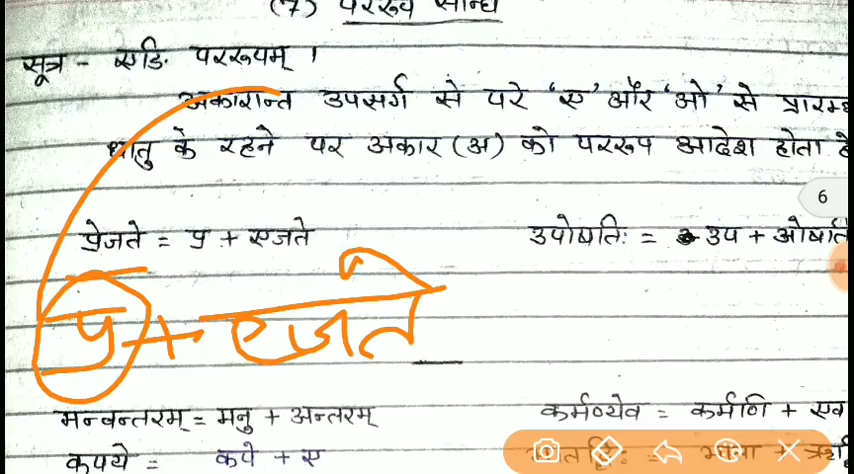 (7) पररूप सन्धि
सूत्र - एङि पररूपम् ।
अकारान्त उपसर्ग से परे 'ए' और 'ओ' से प्रारम्भ
धातु के रहने पर अकार (अ) को पररूप आदेश होता है
6
प्रेजते = प्र + एजते
उपोषतिः = उप + ओषति
प्र + एजते
मन्वन्तरम् = मनु + अन्तरम्
कर्मण्येव = कर्मणि + एव
कपये = कपे + ए